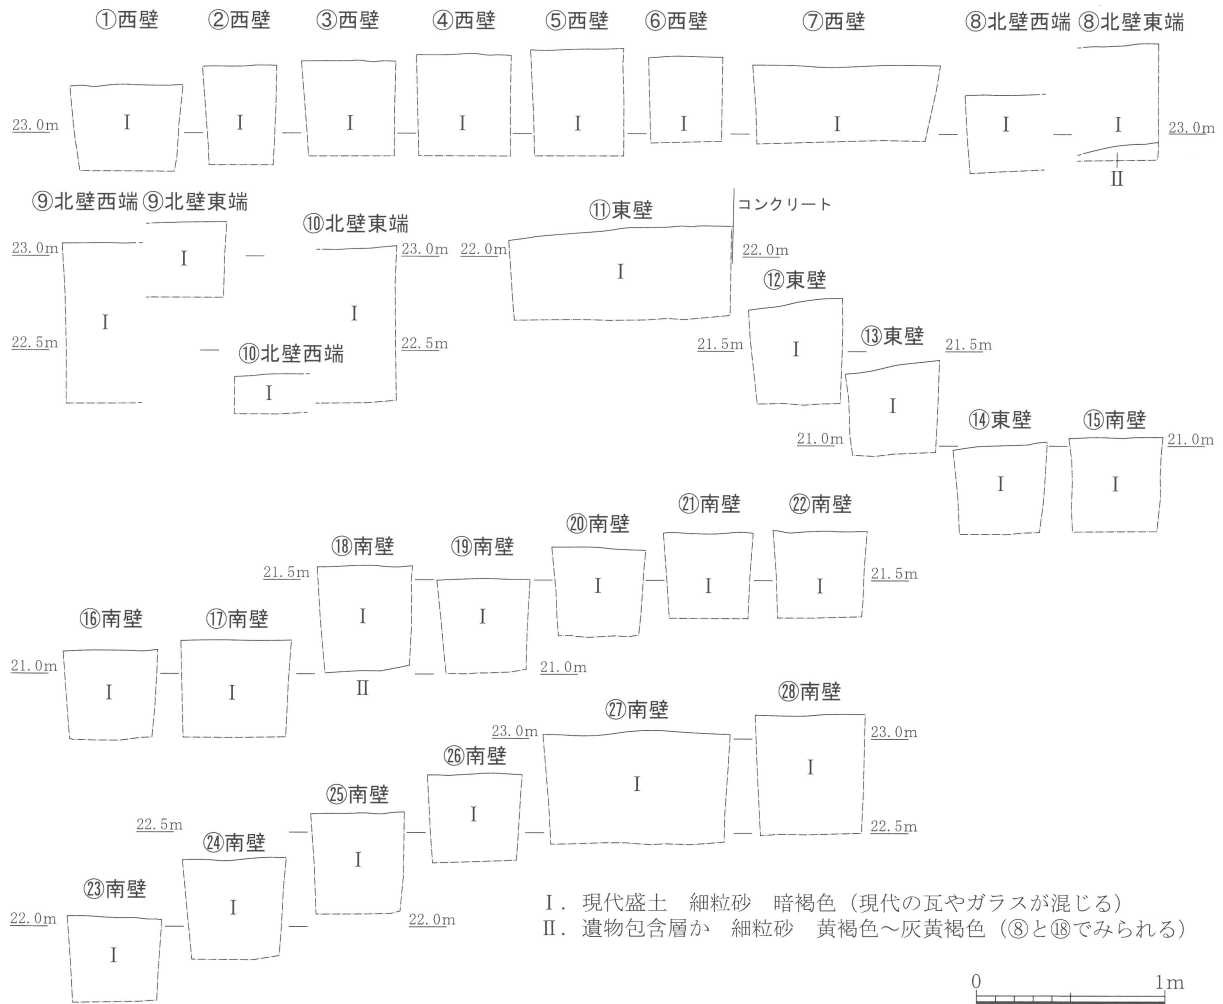 ①西壁 ②西壁 ③西壁 ④西壁 ⑤西壁 ⑥西壁 ⑦西壁 ⑧北壁西端 ⑧北壁東端
23.0m Ⅰ Ⅰ Ⅰ Ⅰ Ⅰ Ⅰ Ⅰ Ⅰ Ⅰ 23.0m
Ⅱ
⑨北壁西端 ⑨北壁東端 ⑩北壁東端 ⑪東壁 コンクリート
23.0m Ⅰ 23.0m 22.0m Ⅰ 22.0m
⑫東壁
Ⅰ Ⅰ
22.5m ⑩北壁西端 22.5m 21.5m Ⅰ ⑬東壁 21.5m
Ⅰ Ⅰ
⑭東壁 ⑮南壁
21.0m 21.0m
Ⅰ Ⅰ
⑱南壁 ⑲南壁 ⑳南壁 ㉑南壁 ㉒南壁
21.5m Ⅰ Ⅰ Ⅰ 21.5m
⑯南壁 ⑰南壁 Ⅰ Ⅰ
21.0m Ⅰ Ⅰ Ⅱ 21.0m
㉗南壁 ㉘南壁
23.0m 23.0m
㉖南壁
Ⅰ Ⅰ
㉕南壁 Ⅰ
22.5m 22.5m
㉔南壁 Ⅰ
㉓南壁 Ⅰ
22.0m 22.0m
Ⅰ
Ⅰ. 現代盛土 細粒砂 暗褐色（現代の瓦やガラスが混じる）
Ⅱ. 遺物包含層か 細粒砂 黄褐色～灰黄褐色（⑧と⑱でみられる）
0 1m